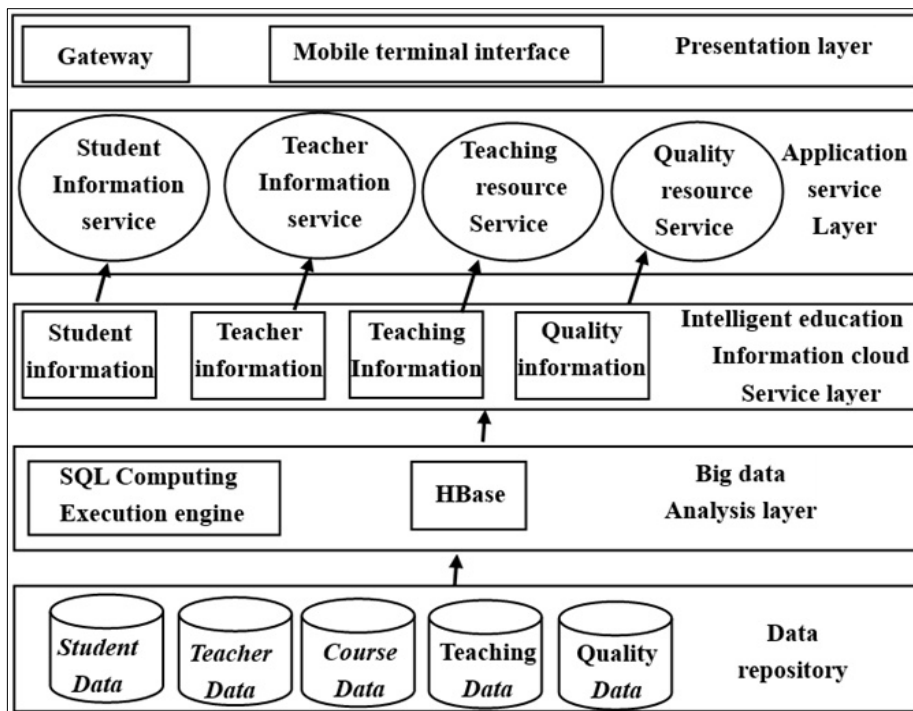 Gateway
Mobile terminal interface
Presentation layer
Student
Information
service
Teacher
Information
service
Teaching
resource
Service
Quality
resource
Service
Application
service
Layer
Student
information
Teacher
information
Teaching
Information
Quality
information
Intelligent education
Information cloud
Service layer
SQL Computing
Execution engine
HBase
Big data
Analysis layer
Student
Data
Teacher
Data
Course
Data
Teaching
Data
Quality
Data
Data
repository